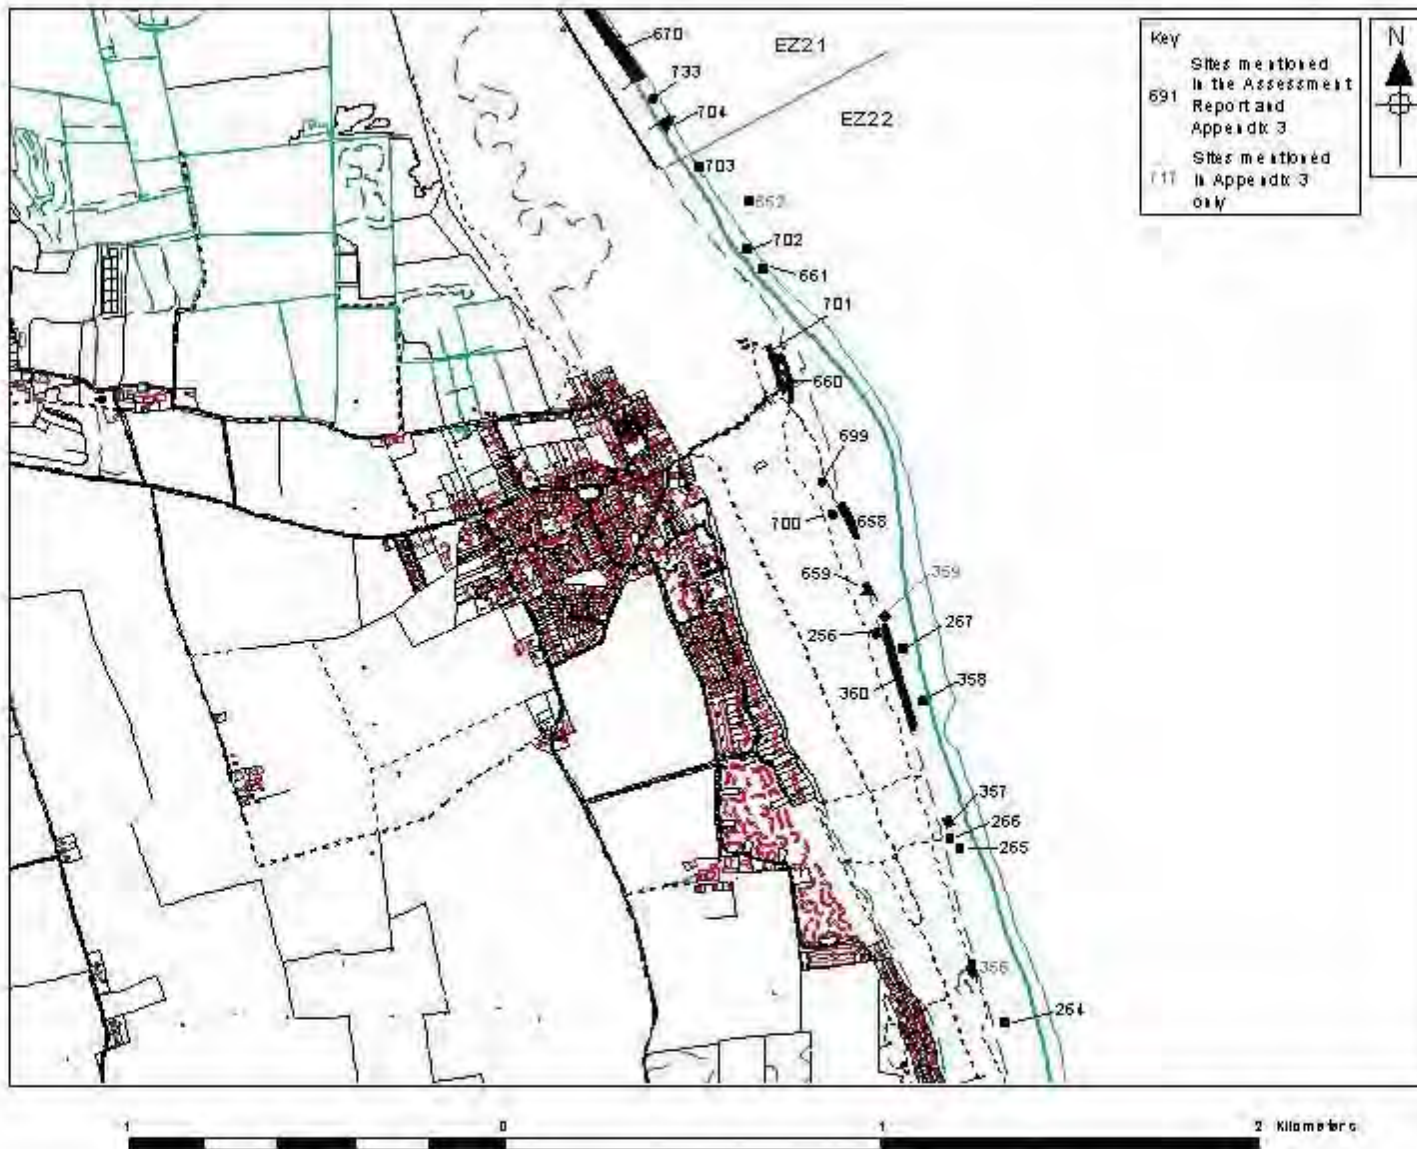 670
EZ21
Key
N
733
Sites mentioned
in the Assessment
691
Report and
Appendix 3
704
EZ22
703
Sites mentioned
717
in Appendix 3
only
652
702
661
701
660
699
700
658
659
359
256
267
360
358
357
266
265
356
264
1
0
1
2 Kilometers